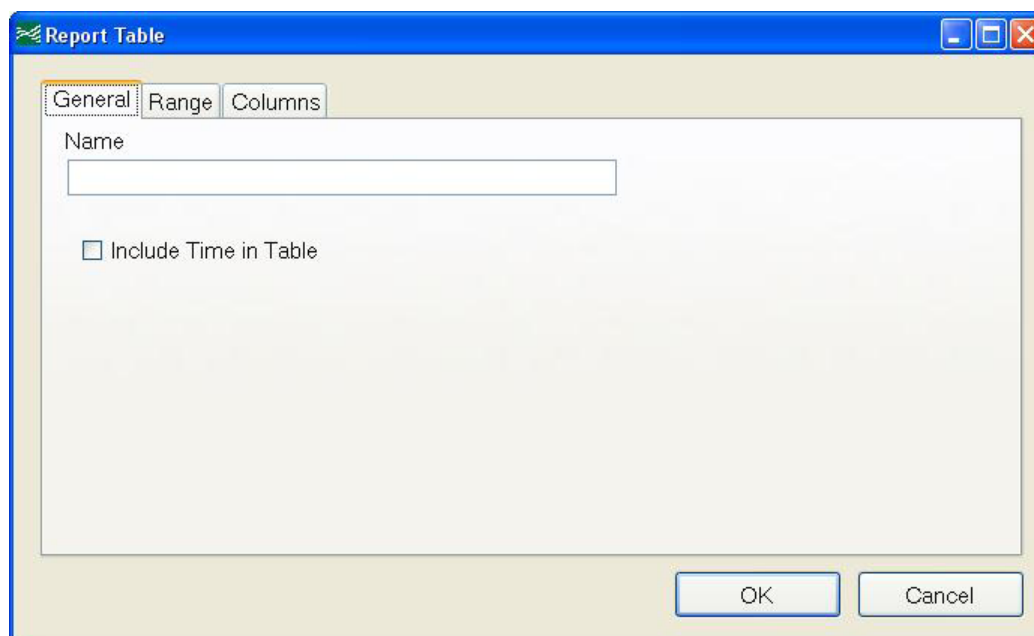 Report Table
General Range Columns
Name
Include Time in Table
OK Cancel